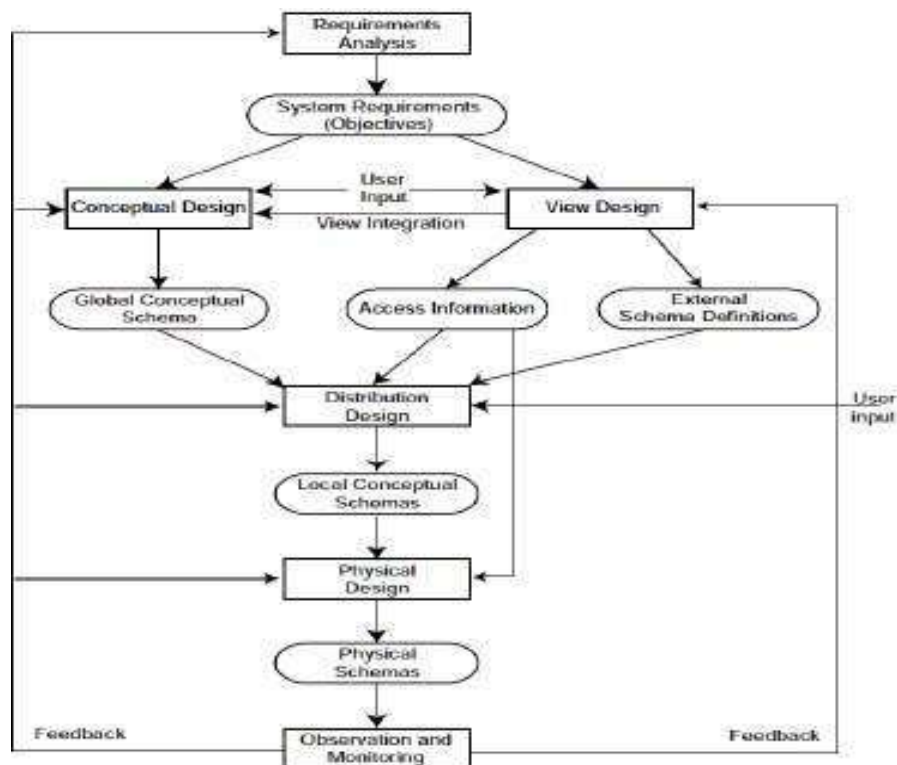 Requirements
Analysis
System Requirements
(Objectives)
User
Input
Conceptual Design
View Design
View Integration
Global Conceptual
Schema
Access Information
External
Schema Definitions
Distribution
Design
User
input
Local Conceptual
Schemas
Physical
Design
Physical
Schemas
Feedback
Observation and
Monitoring
Feedback